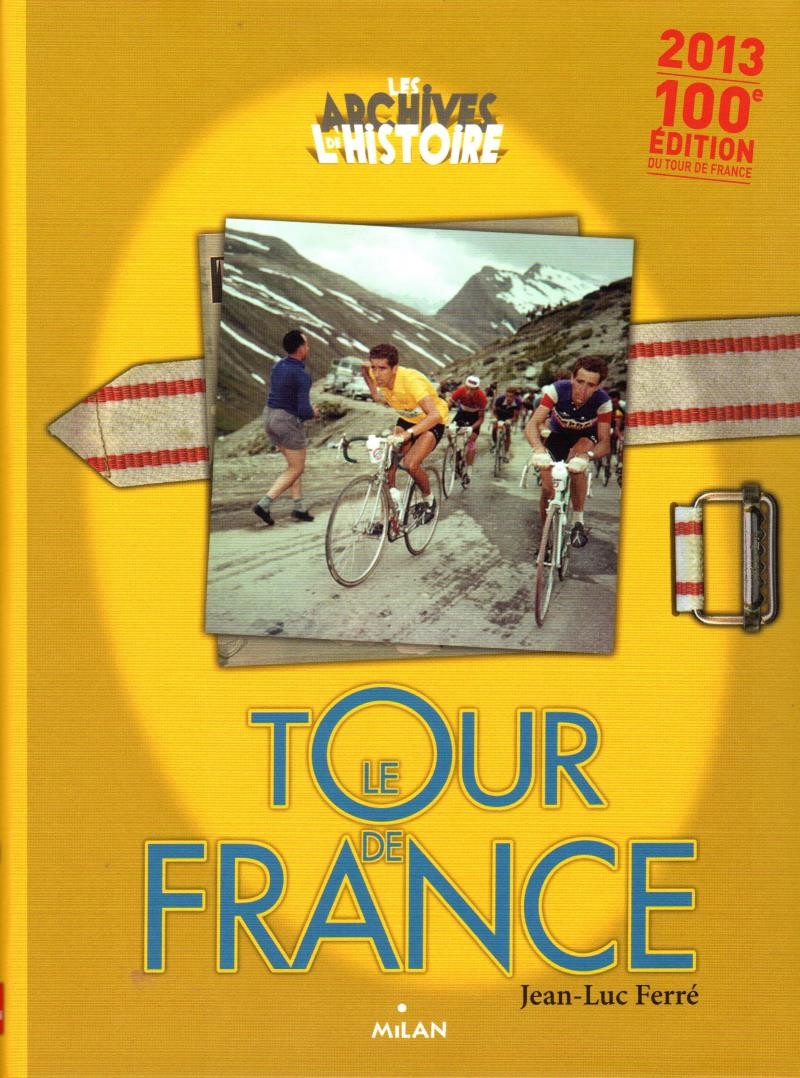 2013
100e
ÉDITION
DU TOUR DE FRANCE
LES
ARCHIVES
DE
L'HISTOIRE
TOUR
LE
DE
FRANCE
Jean-Luc Ferré
MILAN